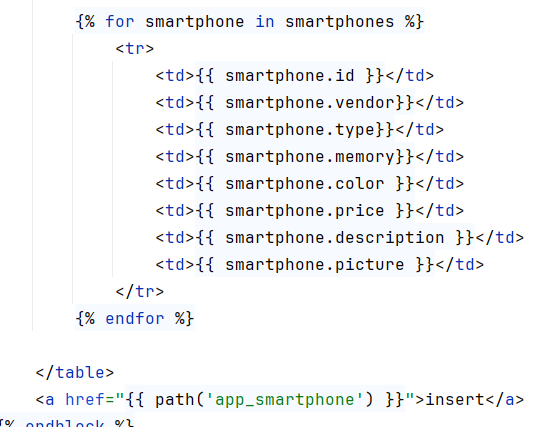 {% for smartphone in smartphones %}
<tr>
<td>{{ smartphone.id }}</td>
<td>{{ smartphone.vendor}}</td>
<td>{{ smartphone.type}}</td>
<td>{{ smartphone.memory}}</td>
<td>{{ smartphone.color }}</td>
<td>{{ smartphone.price }}</td>
<td>{{ smartphone.description }}</td>
<td>{{ smartphone.picture }}</td>
</tr>
{% endfor %}
</table>
<a href="{{ path('app_smartphone') }}">insert</a>
{% endblock %}